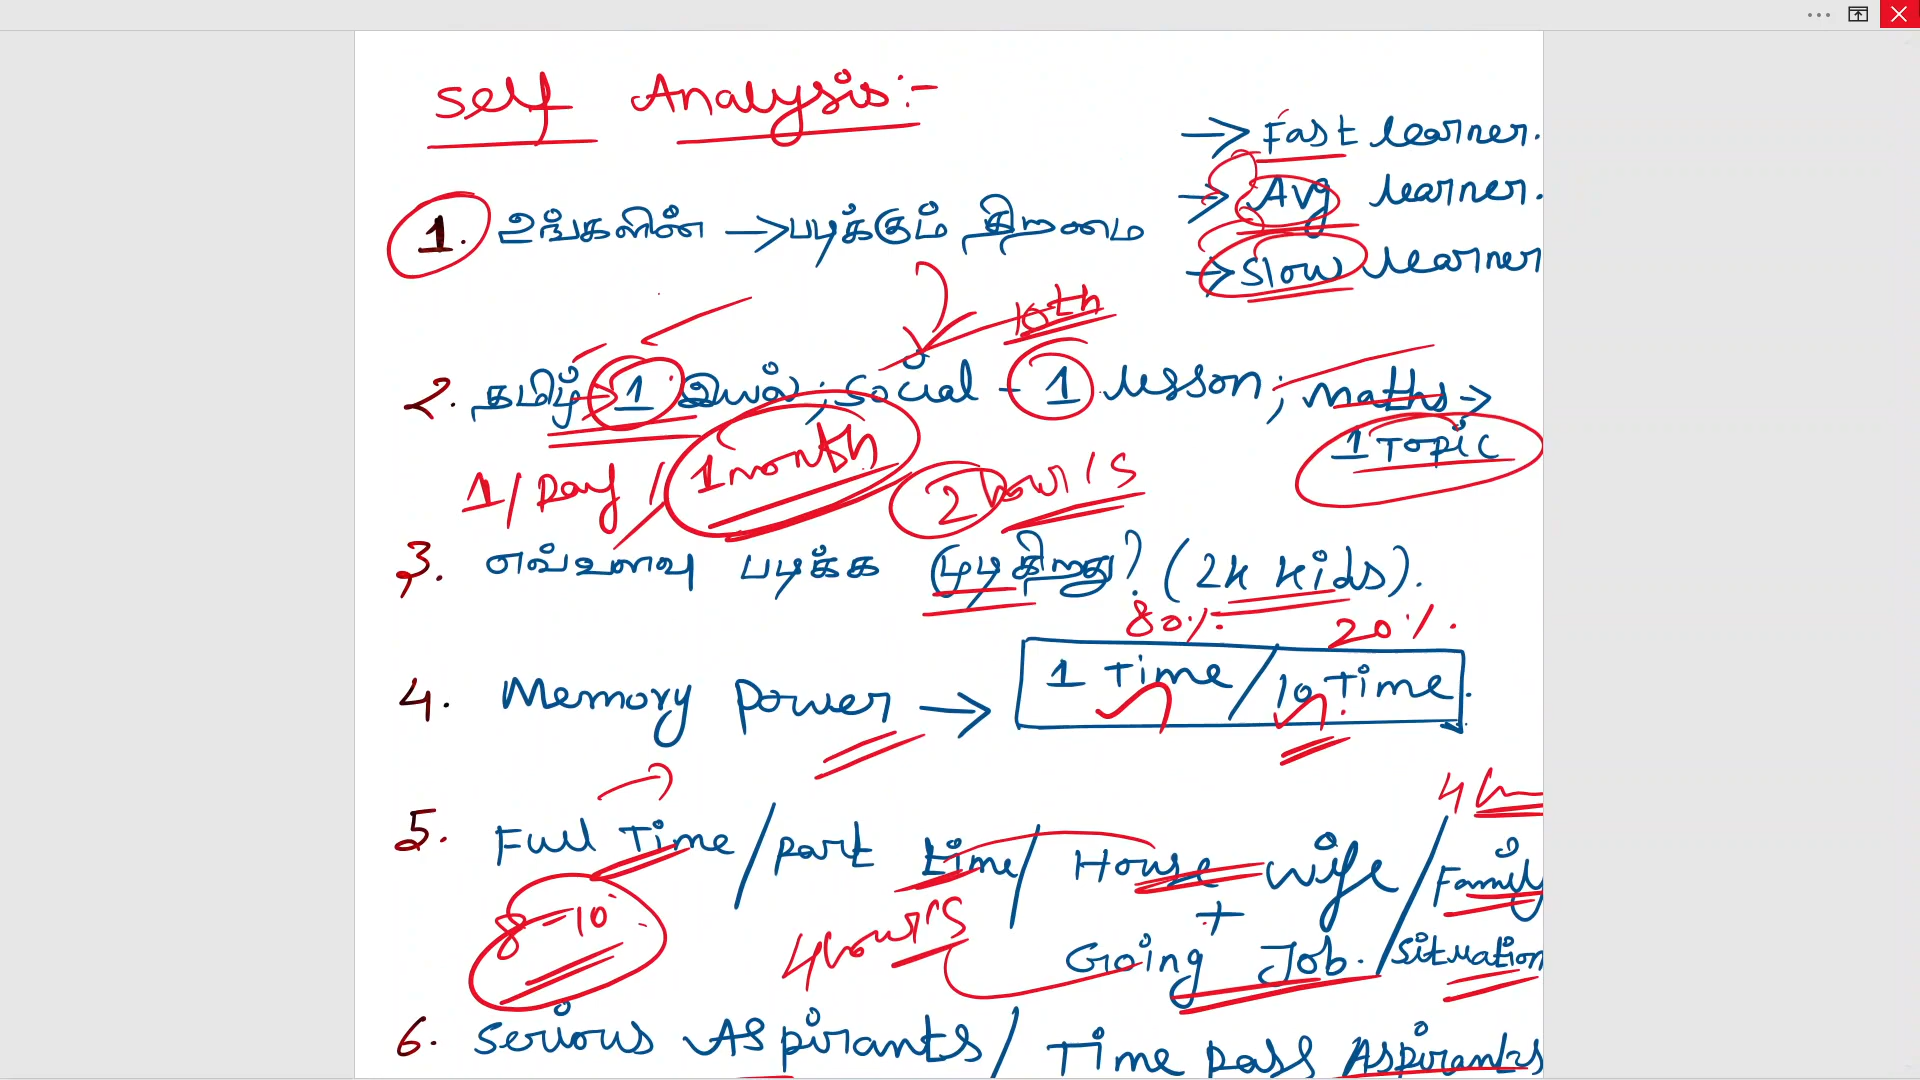 Self Analysis:-
→ Fast learner.
→ Avg learner.
→ Slow learner
1. உங்களின் → படிக்கும் திறமை
10th
2. தமிழ் → 1 இயல்; Social - 1 lesson; maths →
1 Topic
1/Day / 1 month 2 hours
3. எவ்வளவு படிக்க முடிகிறது? (2k kids).
80%. 20%.
4. Memory power → 1 Time / 10 Time.
5. Full Time / part time / House wife / Family
+
Going Job. / Situation
8-10 4 hours
6. Serious Aspirants / Time pass Aspirants